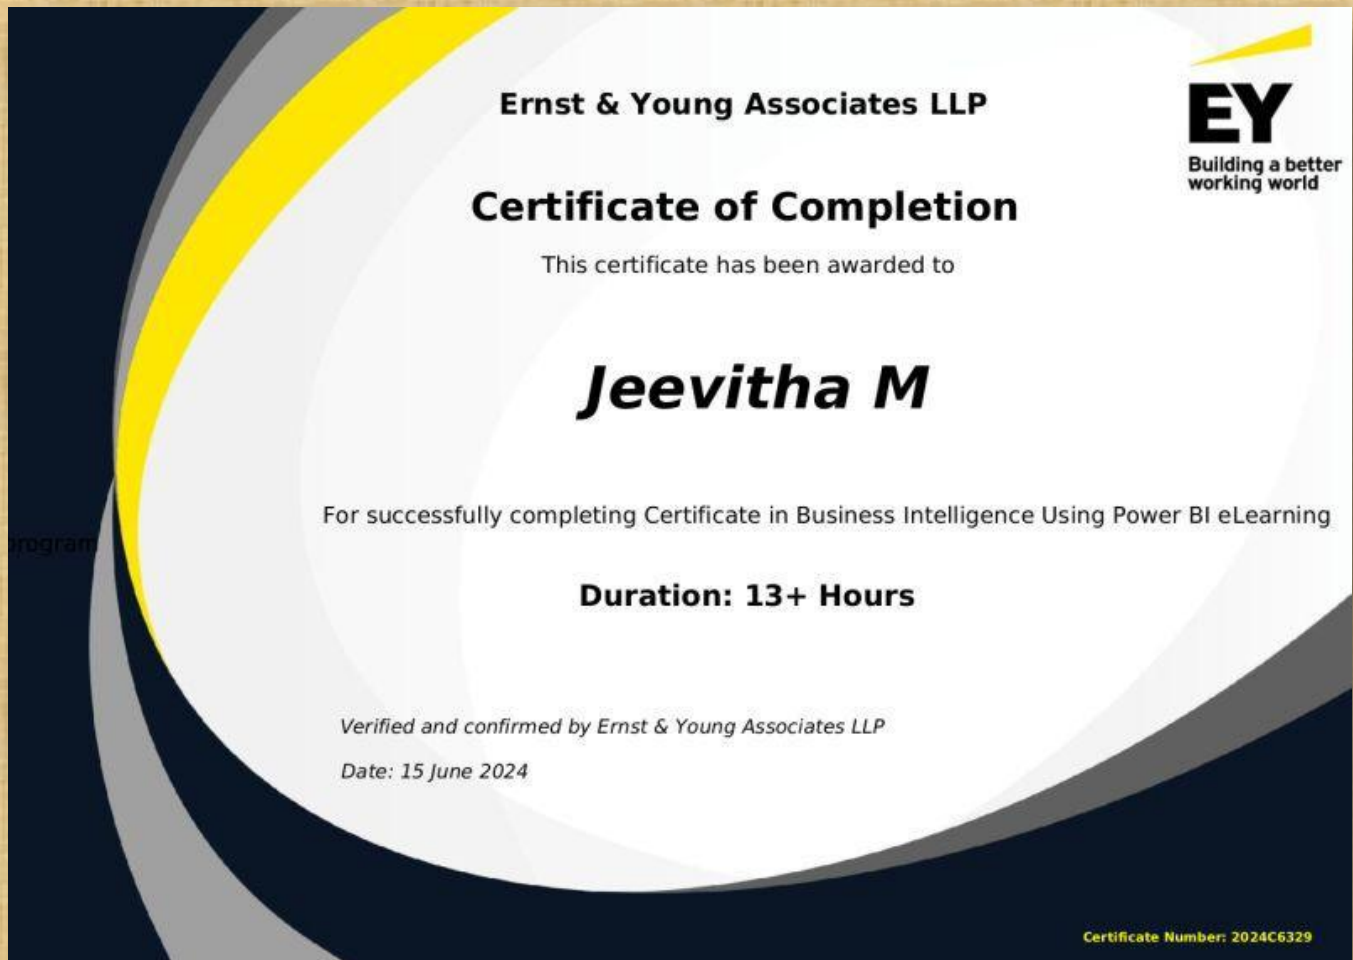 Ernst & Young Associates LLP
EY
Building a better
working world
Certificate of Completion
This certificate has been awarded to
Jeevitha M
For successfully completing Certificate in Business Intelligence Using Power BI eLearning
program
Duration: 13+ Hours
Verified and confirmed by Ernst & Young Associates LLP
Date: 15 June 2024
Certificate Number: 2024C6329